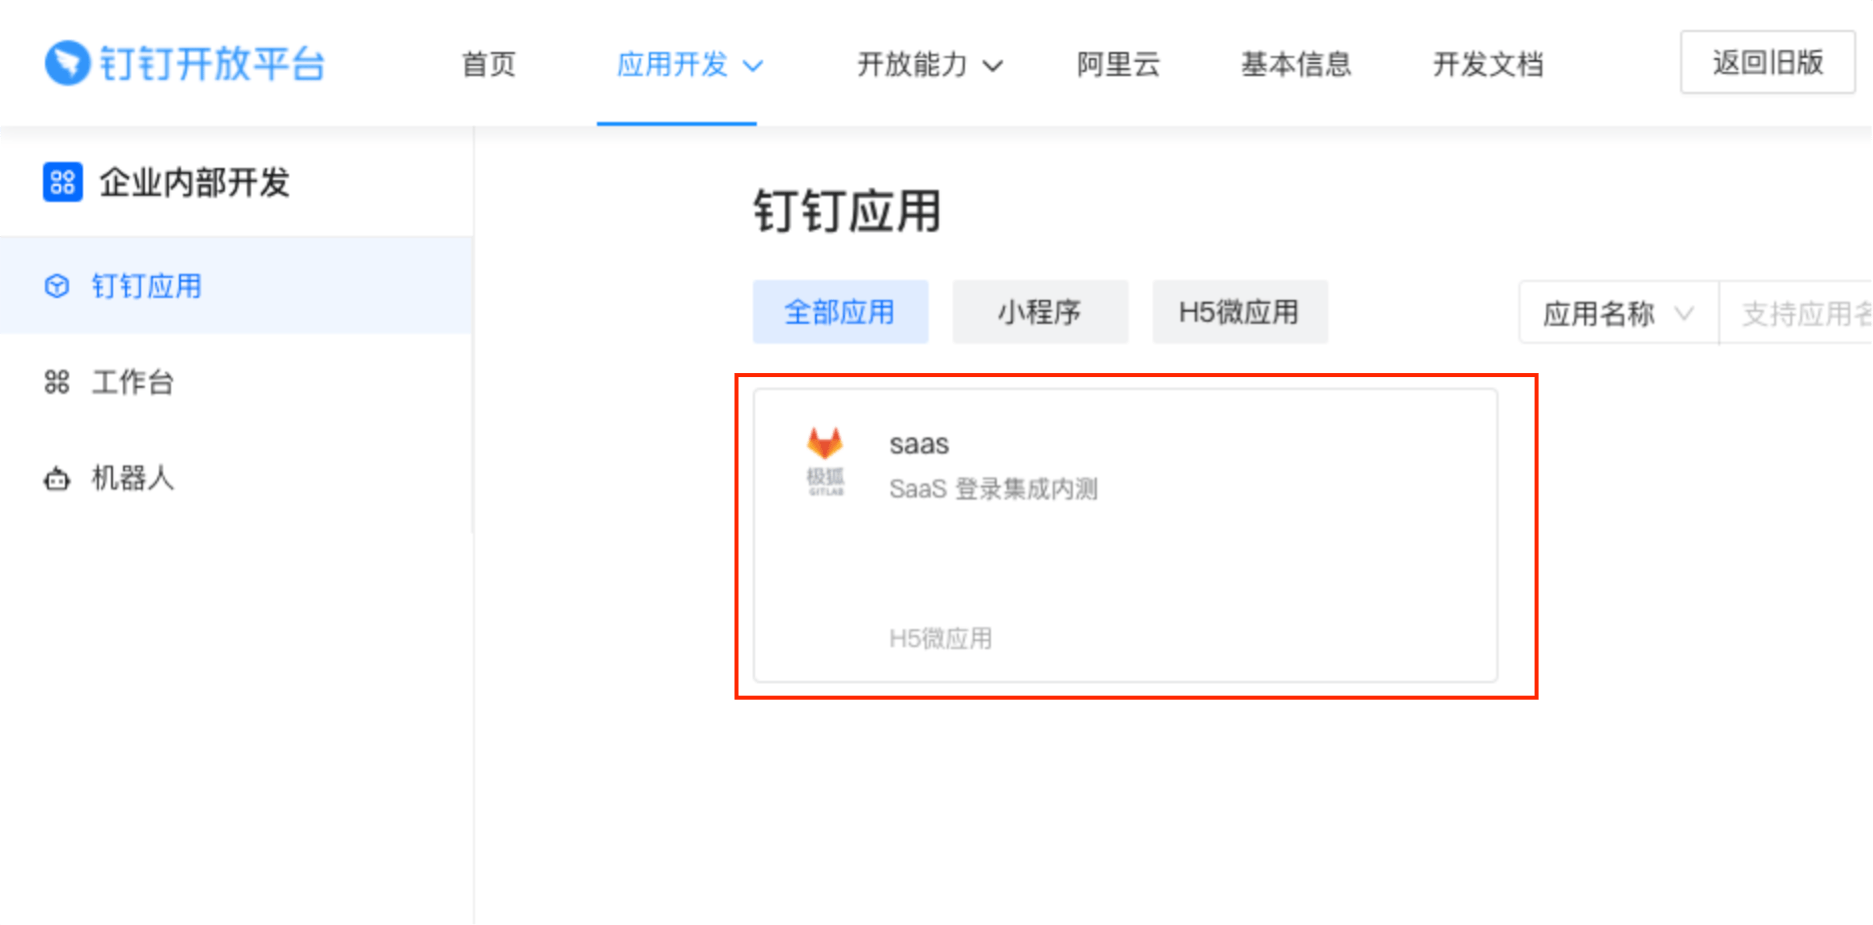 钉钉开放平台
首页
应用开发
开放能力
阿里云
基本信息
开发文档
返回旧版
企业内部开发
钉钉应用
工作台
机器人
钉钉应用
全部应用
小程序
H5微应用
应用名称
支持应用名
极狐
GITLAB
saas
SaaS 登录集成内测
H5微应用